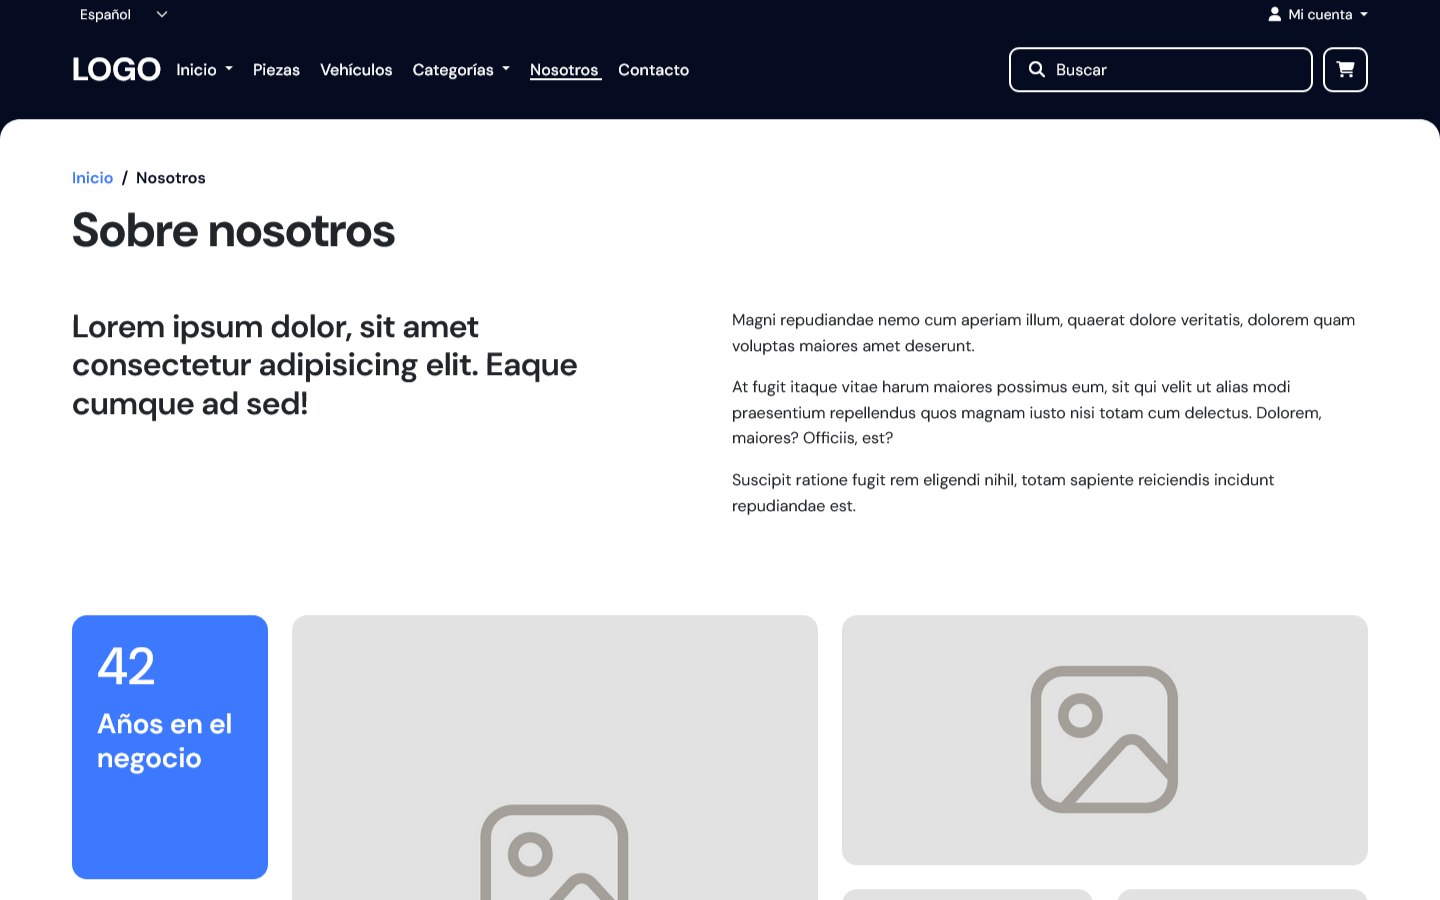 Español
Mi cuenta
LOGO
Inicio
Piezas
Vehículos
Categorías
Nosotros
Contacto
Buscar
Inicio / Nosotros
Sobre nosotros
Lorem ipsum dolor, sit amet
consectetur adipisicing elit. Eaque
cumque ad sed!
Magni repudiandae nemo cum aperiam illum, quaerat dolore veritatis, dolorem quam
voluptas maiores amet deserunt.
At fugit itaque vitae harum maiores possimus eum, sit qui velit ut alias modi
praesentium repellendus quos magnam iusto nisi totam cum delectus. Dolorem,
maiores? Officiis, est?
Suscipit ratione fugit rem eligendi nihil, totam sapiente reiciendis incidunt
repudiandae est.
42
Años en el
negocio